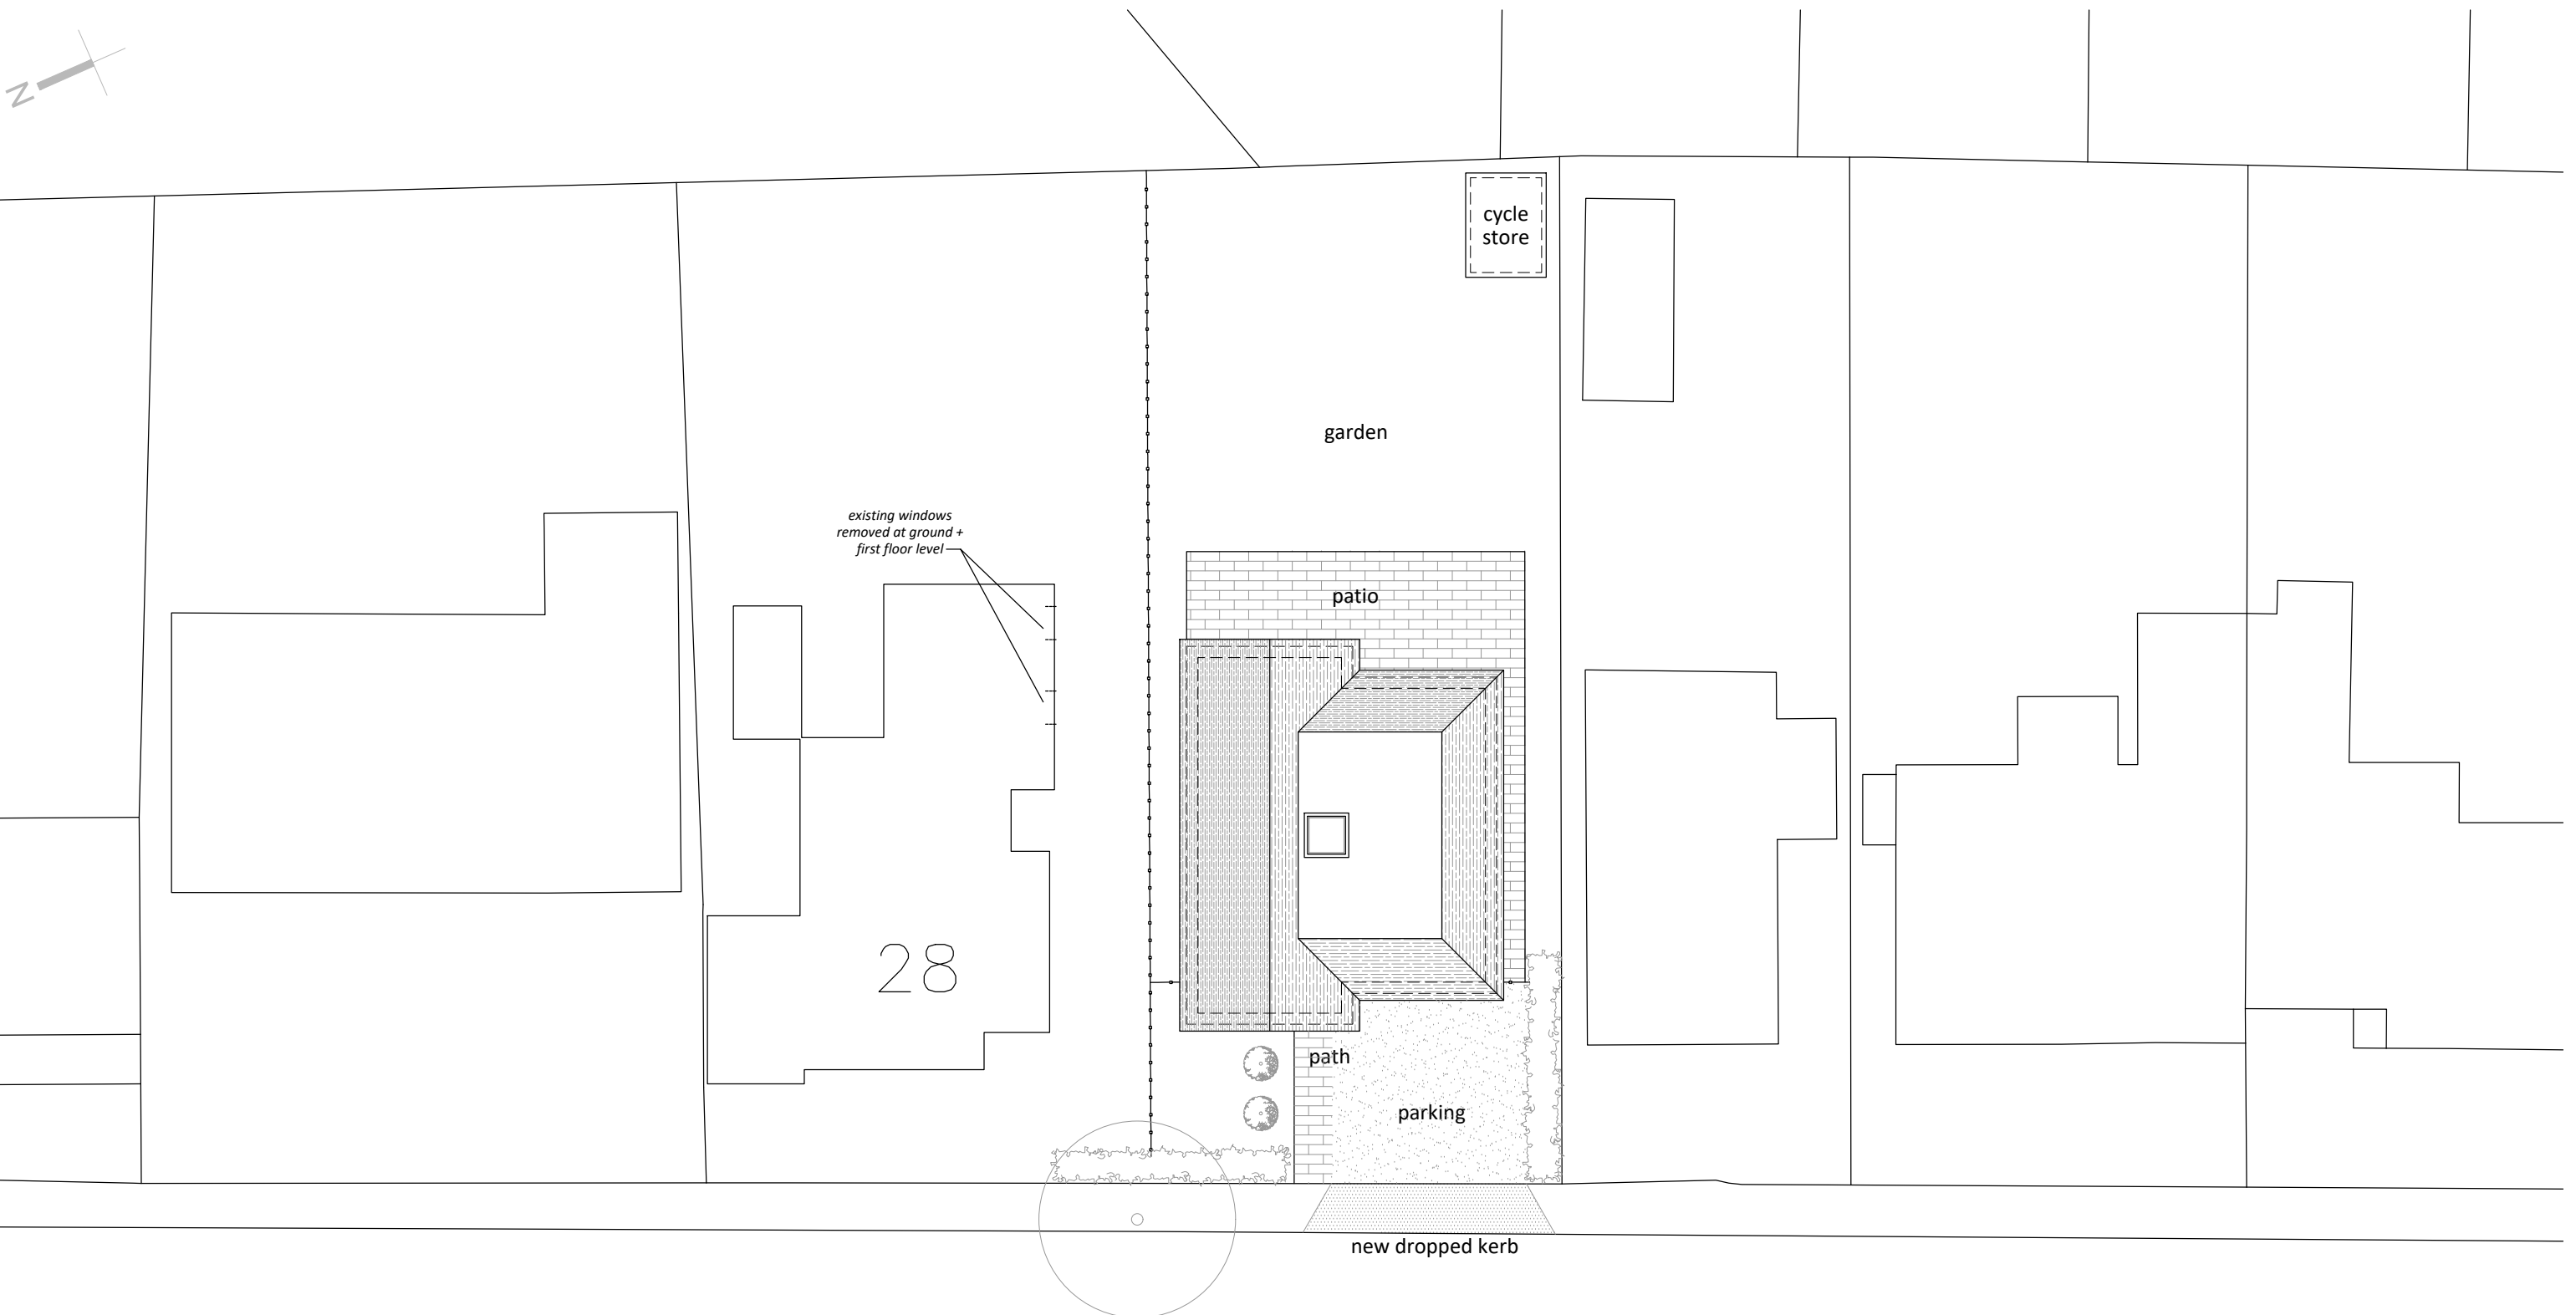 N
cycle
store
garden
existing windows
removed at ground +
first floor level
patio
28
path
parking
new dropped kerb